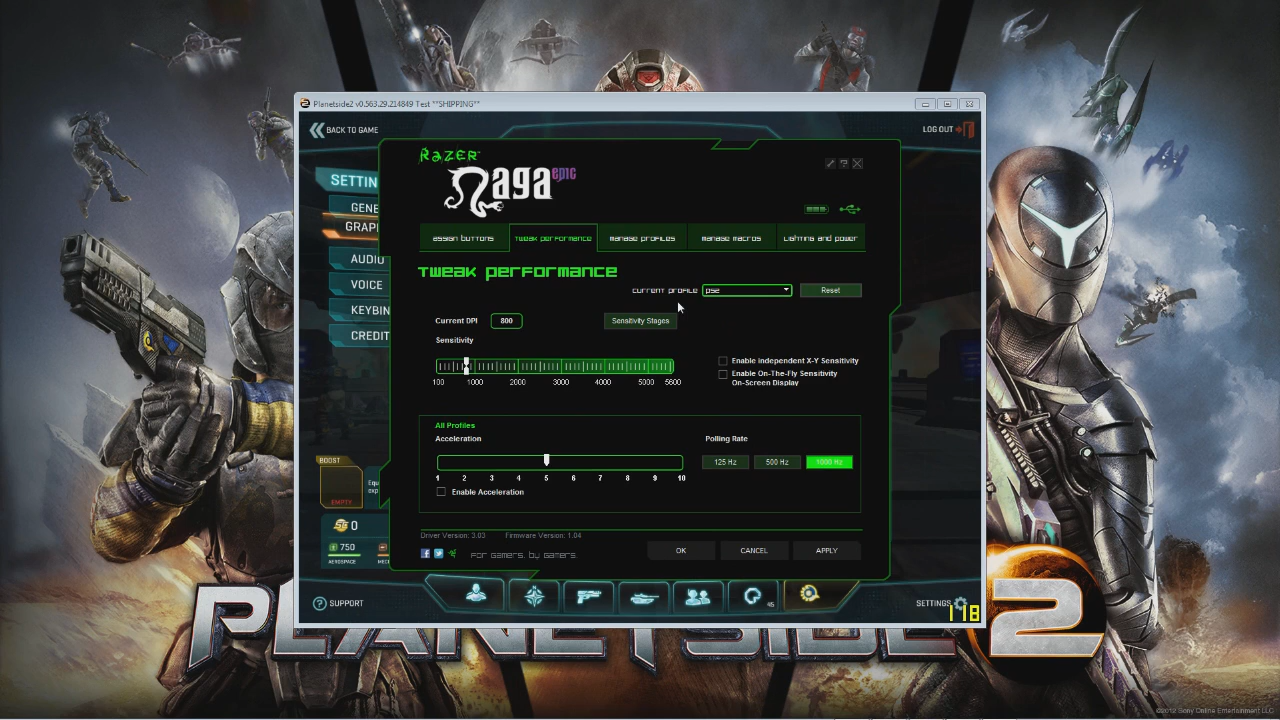 Planetside2 v0.563.29.214849 Test **SHIPPING**
BACK TO GAME
LOG OUT
RAZER™
Naga epic
SETTIN
GENE
GRAP
AUDIO
VOICE
KEYBIN
CREDIT
assign buttons
tweak performance
manage profiles
manage macros
Lighting and power
Tweak performance
current profile
ps2
Reset
Current DPI
800
Sensitivity Stages
Sensitivity
100 1000 2000 3000 4000 5000 5600
Enable independent X-Y Sensitivity
Enable On-The-Fly Sensitivity
On-Screen Display
All Profiles
Acceleration
1 2 3 4 5 6 7 8 9 10
Enable Acceleration
Polling Rate
125 Hz
500 Hz
1000 Hz
BOOST
EMPTY
Equ
exp
0
750
AEROSPACE
Driver Version: 3.03 Firmware Version: 1.04
For gamers. by gamers.
OK
CANCEL
APPLY
SUPPORT
45
SETTINGS
118
PLANETSIDE 2
©2012 Sony Online Entertainment LLC